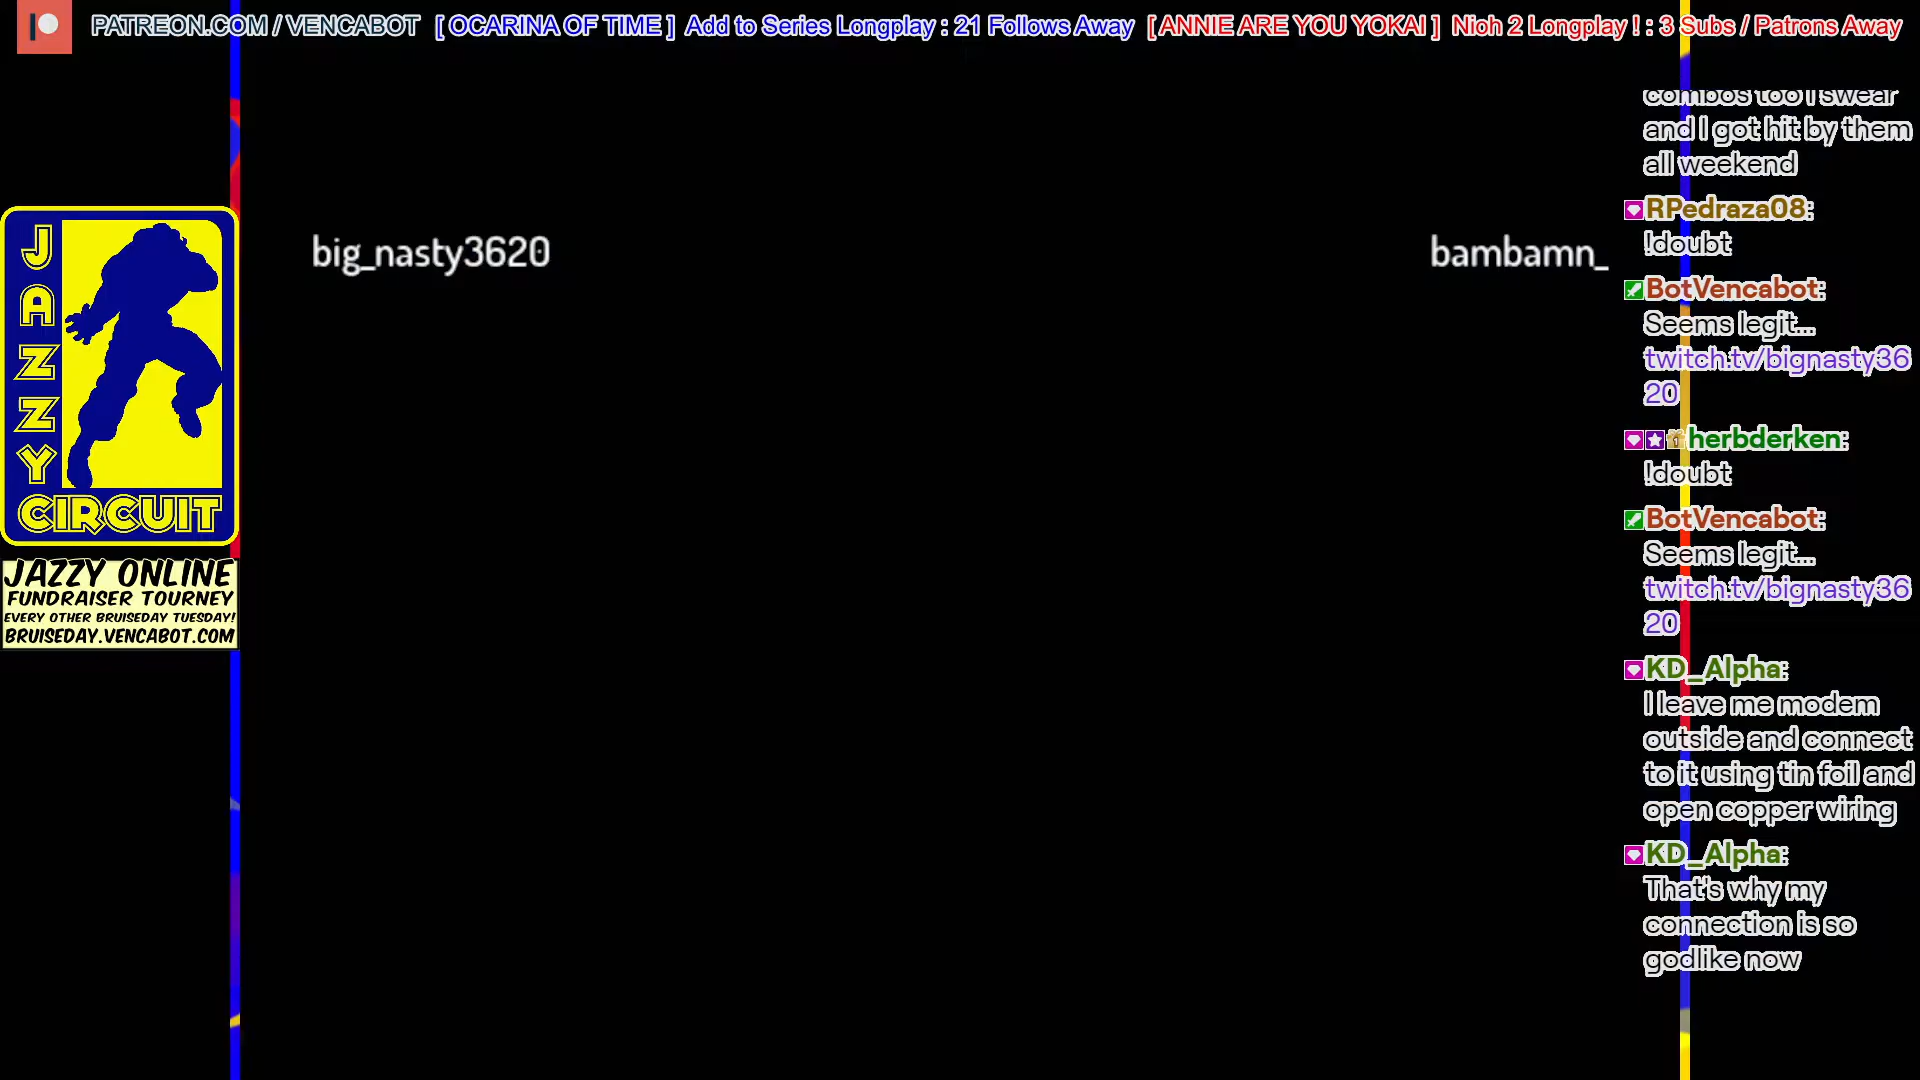 PATREON.COM / VENCABOT [ OCARINA OF TIME ] Add to Series Longplay : 21 Follows Away [ ANNIE ARE YOU YOKAI ] Nioh 2 Longplay ! : 3 Subs / Patrons Away
JAZZY
CIRCUIT
JAZZY ONLINE
FUNDRAISER TOURNEY
EVERY OTHER BRUISEDAY TUESDAY!
BRUISEDAY.VENCABOT.COM
big_nasty3620
bambamn_
combos too I swear
and I got hit by them
all weekend
RPedraza08:
!doubt
BotVencabot:
Seems legit...
twitch.tv/bignasty36
20
herbderken:
!doubt
BotVencabot:
Seems legit...
twitch.tv/bignasty36
20
KD_Alpha:
I leave me modem
outside and connect
to it using tin foil and
open copper wiring
KD_Alpha:
That's why my
connection is so
godlike now